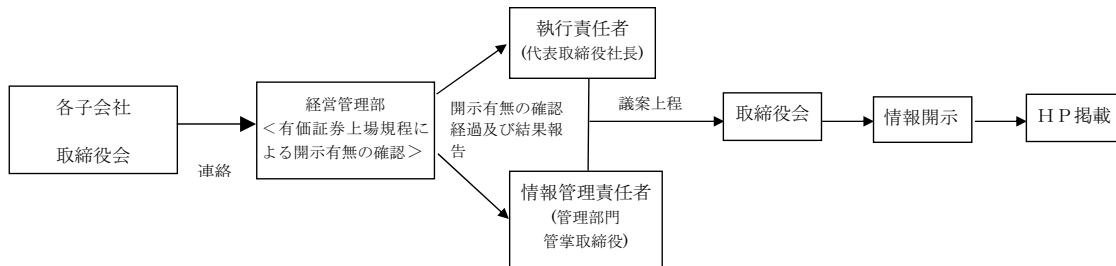 各子会社
取締役会
連絡
経営管理部
＜有価証券上場規程に
よる開示有無の確認＞
執行責任者
(代表取締役社長)
開示有無の確認
経過及び結果報
告
情報管理責任者
(管理部門
管掌取締役)
議案上程
取締役会
情報開示
ＨＰ掲載